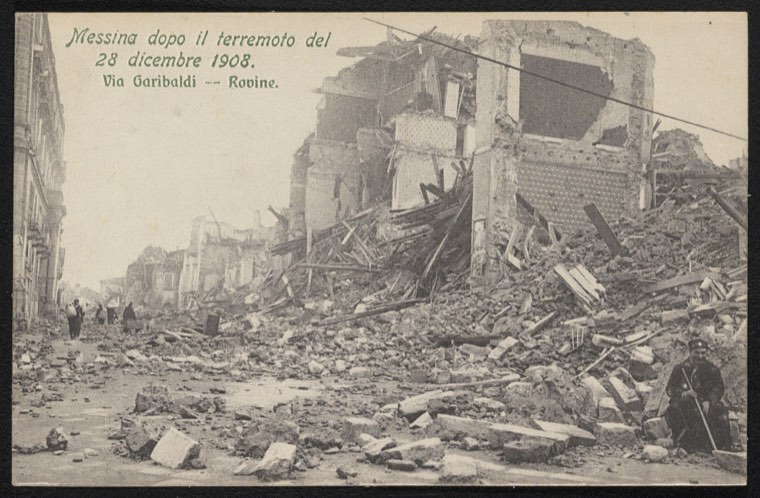 Messina dopo il terremoto del
28 dicembre 1908.
Via Garibaldi -- Rovine.